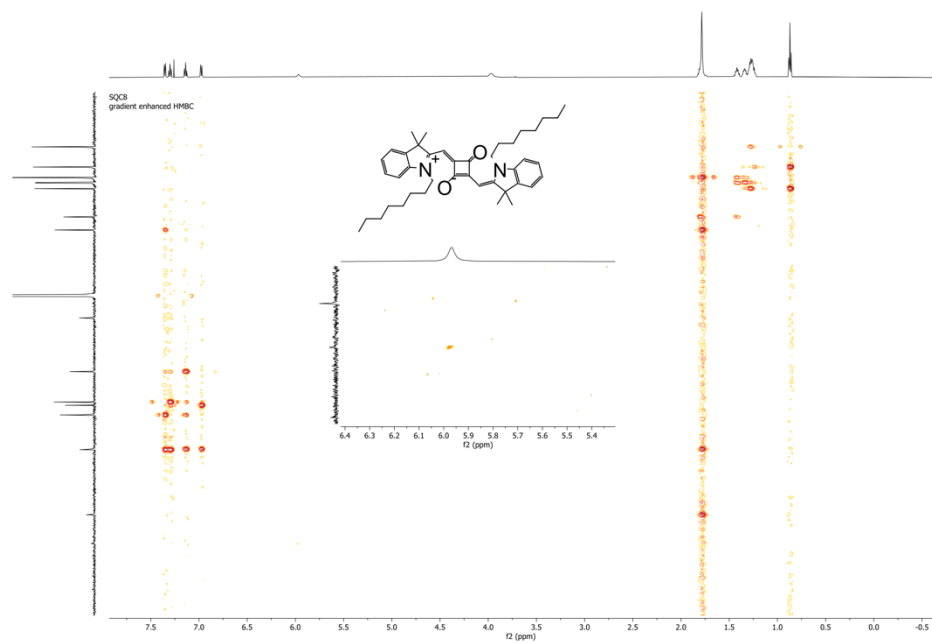 SQC8
gradient enhanced HMBC
O
N
+
N
O
-
6.4 6.3 6.2 6.1 6.0 5.9 5.8 5.7 5.6 5.5 5.4
f2 (ppm)
7.5 7.0 6.5 6.0 5.5 5.0 4.5 4.0 3.5 3.0 2.5 2.0 1.5 1.0 0.5 0.0 -0.5
f2 (ppm)